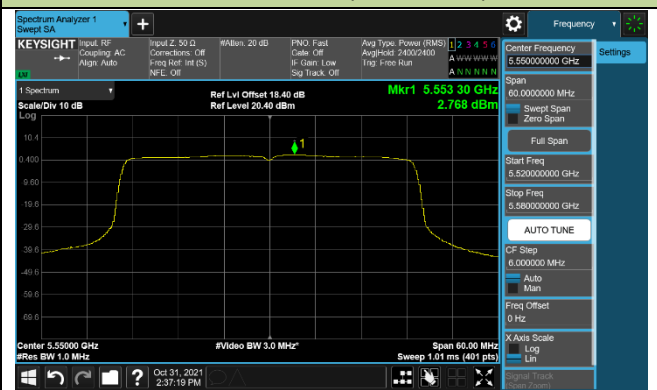 Spectrum Analyzer 1
Swept SA
Frequency
KEYSIGHT
Input: RF
Coupling: AC
Align: Auto
Input Z: 50 Ω
Corrections: Off
Freq Ref: Int (S)
NFE: Off
#Atten: 20 dB
PNO: Fast
Gate: Off
IF Gain: Low
Sig Track: Off
Avg Type: Power (RMS)
Avg|Hold: 2400/2400
Trig: Free Run
1 2 3 4 5 6
A W W W W W
A N N N N N
LM
1 Spectrum
Scale/Div 10 dB
Log
Ref Lvl Offset 18.40 dB
Ref Level 20.40 dBm
Mkr1 5.553 30 GHz
2.768 dBm
1
10.4
0.400
-9.60
-19.6
-29.6
-39.6
-49.6
-59.6
-69.6
Center 5.55000 GHz
#Res BW 1.0 MHz
#Video BW 3.0 MHz*
Span 60.00 MHz
Sweep 1.01 ms (401 pts)
Center Frequency
5.550000000 GHz
Settings
Span
60.0000000 MHz
Swept Span
Zero Span
Full Span
Start Freq
5.520000000 GHz
Stop Freq
5.580000000 GHz
AUTO TUNE
CF Step
6.000000 MHz
Auto
Man
Freq Offset
0 Hz
X Axis Scale
Log
Lin
Signal Track
(Span Zoom)
Oct 31, 2021
2:37:19 PM